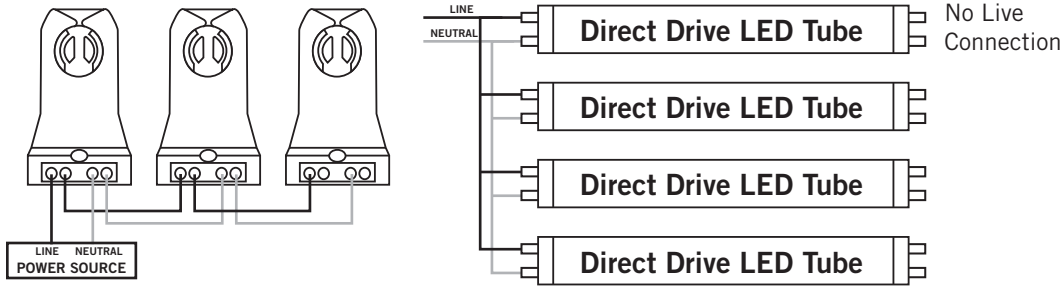 LINE NEUTRAL
POWER SOURCE
LINE
NEUTRAL
Direct Drive LED Tube
No Live
Connection
Direct Drive LED Tube
Direct Drive LED Tube
Direct Drive LED Tube